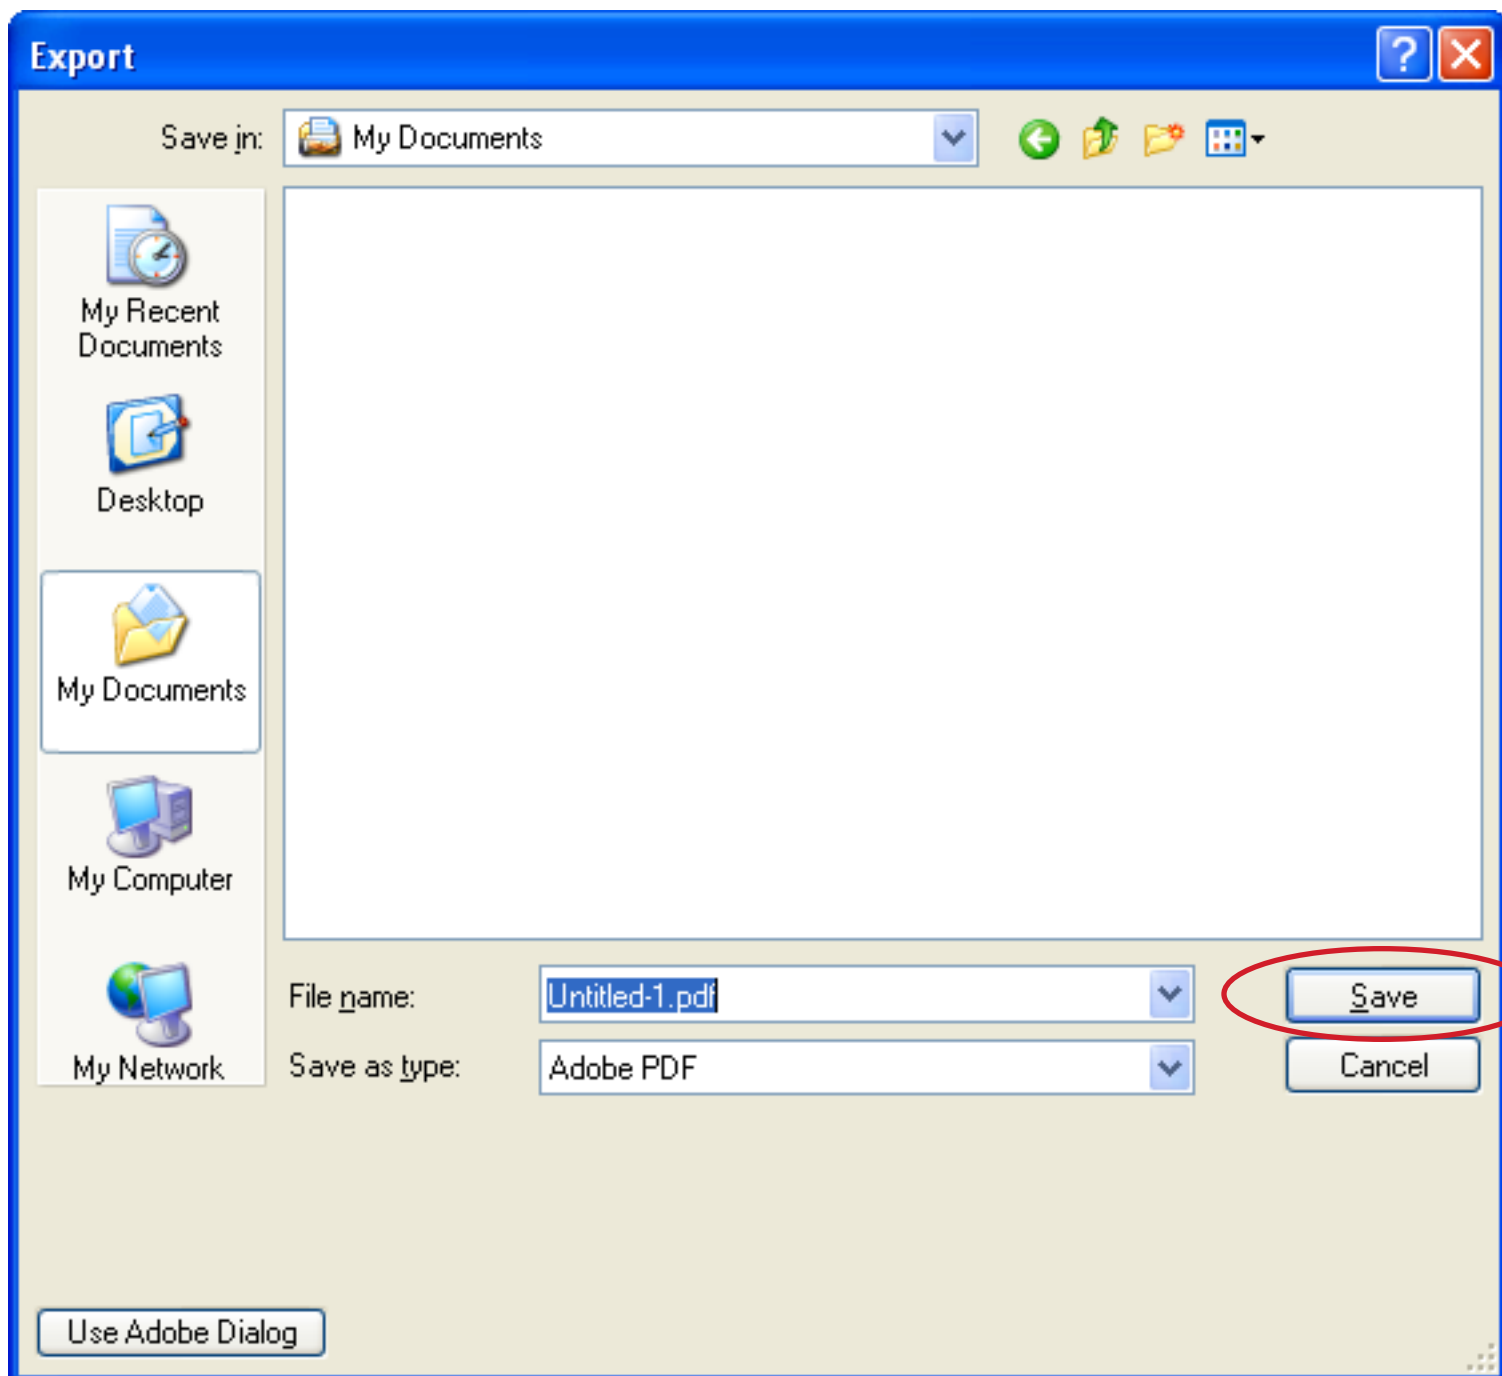 Export
Save in:
My Documents
My Recent
Documents
Desktop
My Documents
My Computer
My Network
File name:
Untitled-1.pdf
Save
Save as type:
Adobe PDF
Cancel
Use Adobe Dialog